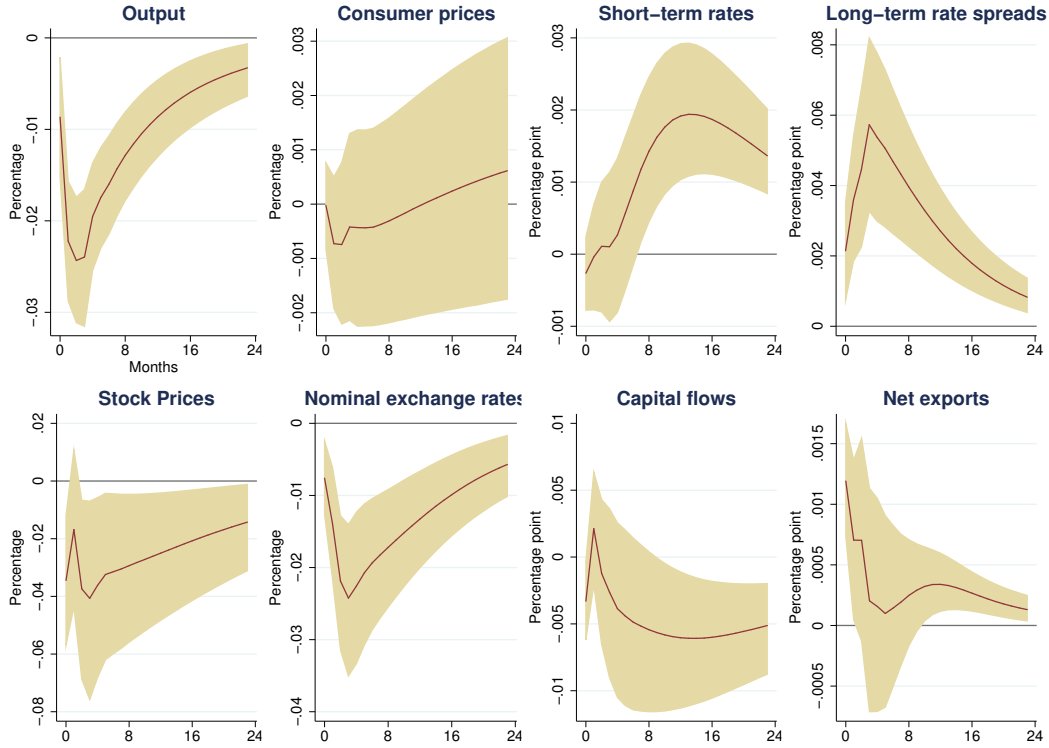 Output
Percentage
0
-.01
-.02
-.03
0 8 16 24
Months
Consumer prices
Percentage
.003
.002
.001
0
-.001
-.002
0 8 16 24
Short-term rates
Percentage point
.003
.002
.001
0
-.001
0 8 16 24
Long-term rate spreads
Percentage point
.008
.006
.004
.002
0
0 8 16 24
Stock Prices
Percentage
.02
0
-.02
-.04
-.06
-.08
0 8 16 24
Nominal exchange rates
Percentage
0
-.01
-.02
-.03
-.04
0 8 16 24
Capital flows
Percentage point
.01
.005
0
-.005
-.01
0 8 16 24
Net exports
Percentage point
.0015
.001
.0005
0
-.0005
0 8 16 24